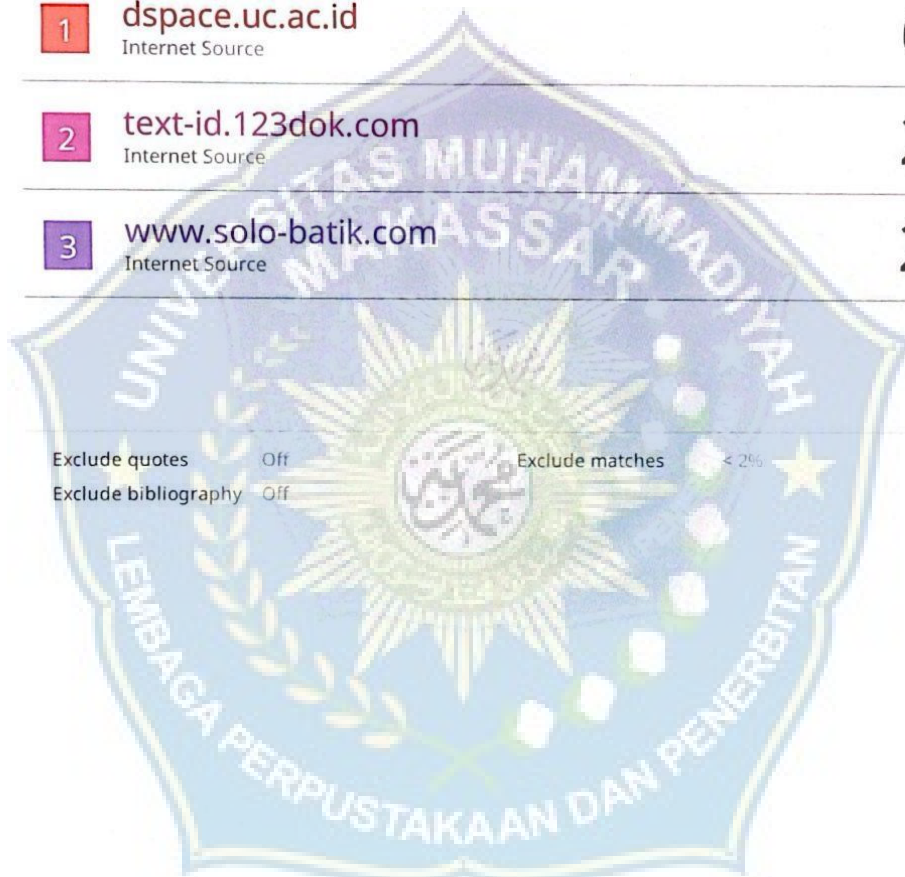 1 dspace.uc.ac.id
Internet Source
2 text-id.123dok.com
Internet Source
3 www.solo-batik.com
Internet Source
Exclude quotes Off Exclude matches < 2%
Exclude bibliography Off
UNIVERSITAS MUHAMMADIYAH
MAKASSAR
LEMBAGA PERPUSTAKAAN DAN PENERBITAN